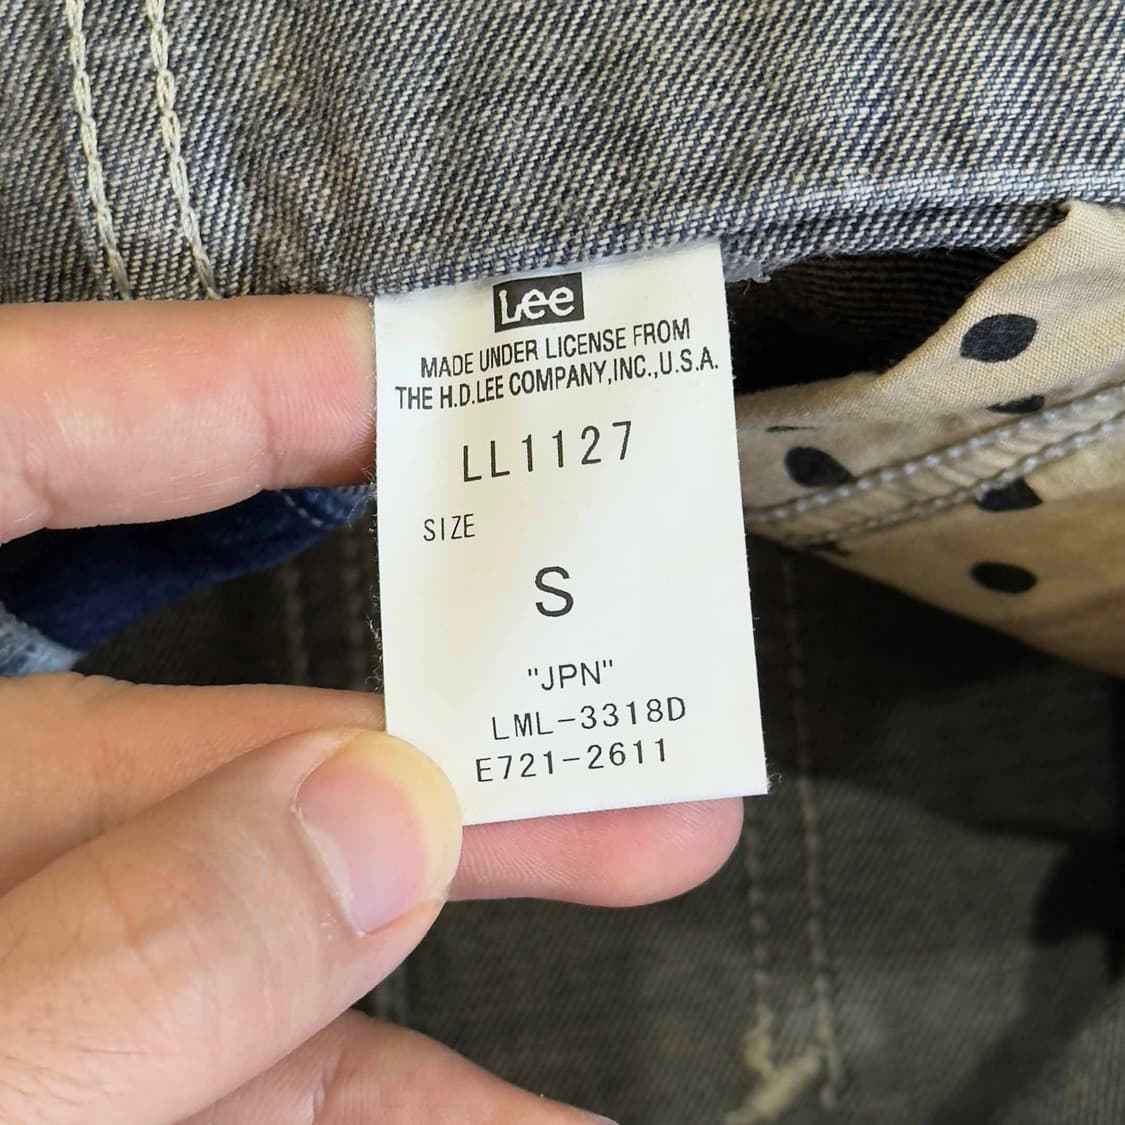 Lee
MADE UNDER LICENSE FROM
THE H.D.LEE COMPANY,INC.,U.S.A.
LL1127
SIZE
S
"JPN"
LML-3318D
E721-2611